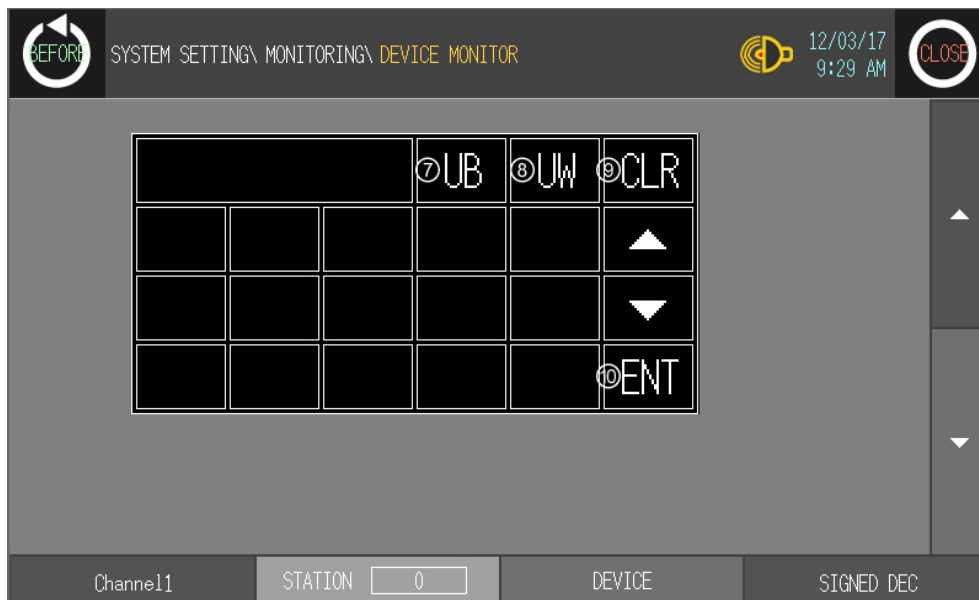 BEFORE
SYSTEM SETTING\ MONITORING\ DEVICE MONITOR
12/03/17
9:29 AM
CLOSE
⑦UB ⑧UW ⑨CLR
⑩ENT
Channel1 STATION 0 DEVICE SIGNED DEC